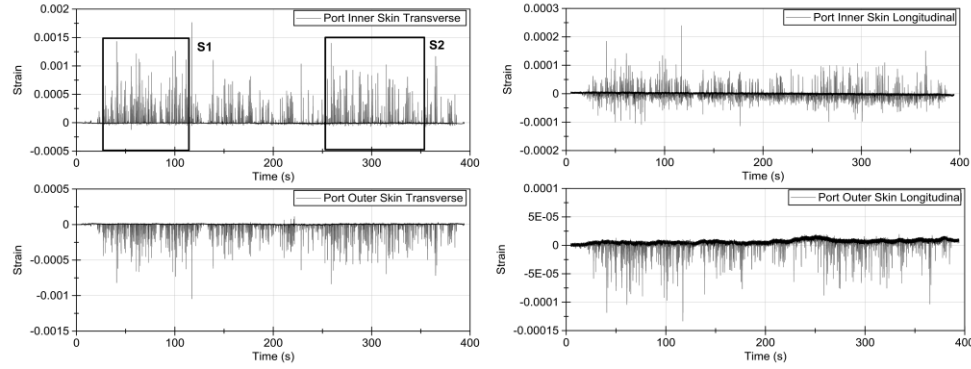 Port Inner Skin Transverse
S1
S2
Strain
0.002
0.0015
0.001
0.0005
0
-0.0005
0
100
200
300
400
Time (s)
Port Inner Skin Longitudinal
Strain
0.0003
0.0002
0.0001
0
-0.0001
-0.0002
0
100
200
300
400
Time (s)
Port Outer Skin Transverse
Strain
0.0005
0
-0.0005
-0.001
-0.0015
0
100
200
300
400
Time (s)
Port Outer Skin Longitudinal
Strain
0.0001
5E-05
0
-5E-05
-0.0001
-0.00015
0
100
200
300
400
Time (s)